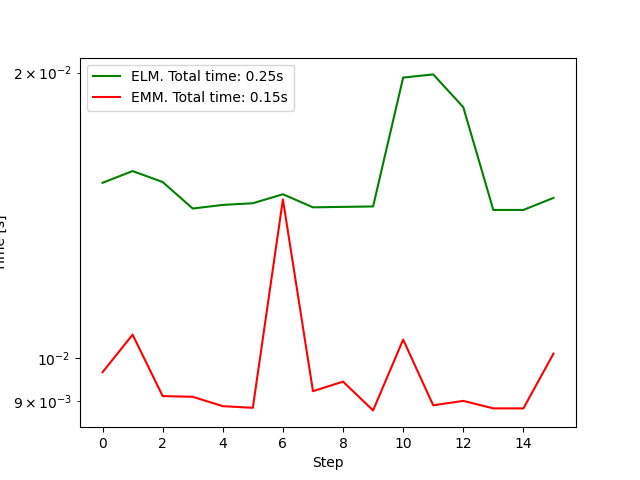 ELM. Total time: 0.25s
EMM. Total time: 0.15s
2 × 10⁻²
10⁻²
9 × 10⁻³
Time [s]
0 2 4 6 8 10 12 14
Step